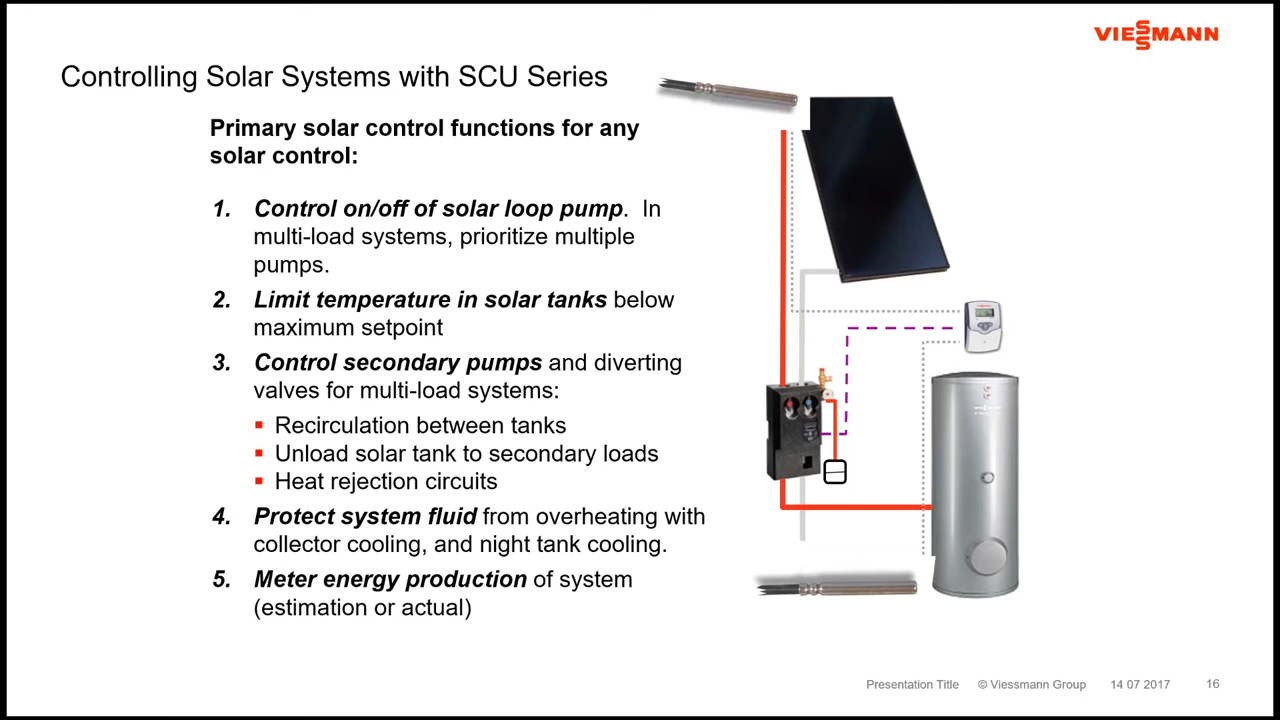 VIESSMANN
Controlling Solar Systems with SCU Series
Primary solar control functions for any
solar control:
1. Control on/off of solar loop pump. In
multi-load systems, prioritize multiple
pumps.
2. Limit temperature in solar tanks below
maximum setpoint
3. Control secondary pumps and diverting
valves for multi-load systems:
▪ Recirculation between tanks
▪ Unload solar tank to secondary loads
▪ Heat rejection circuits
4. Protect system fluid from overheating with
collector cooling, and night tank cooling.
5. Meter energy production of system
(estimation or actual)
VIESSMANN
Presentation Title © Viessmann Group 14 07 2017 16